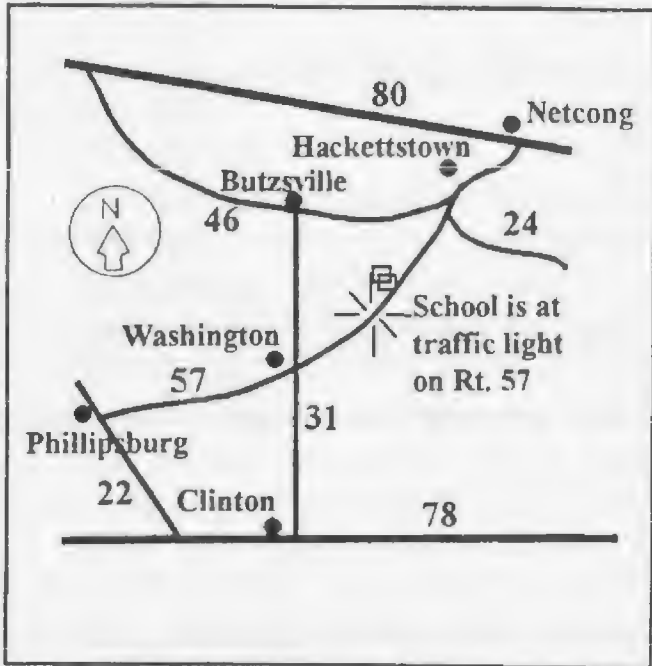 80
Netcong
Hackettstown
Butzsville
N
46
24
School is at
traffic light
on Rt. 57
Washington
57
31
Phillipsburg
22
Clinton
78